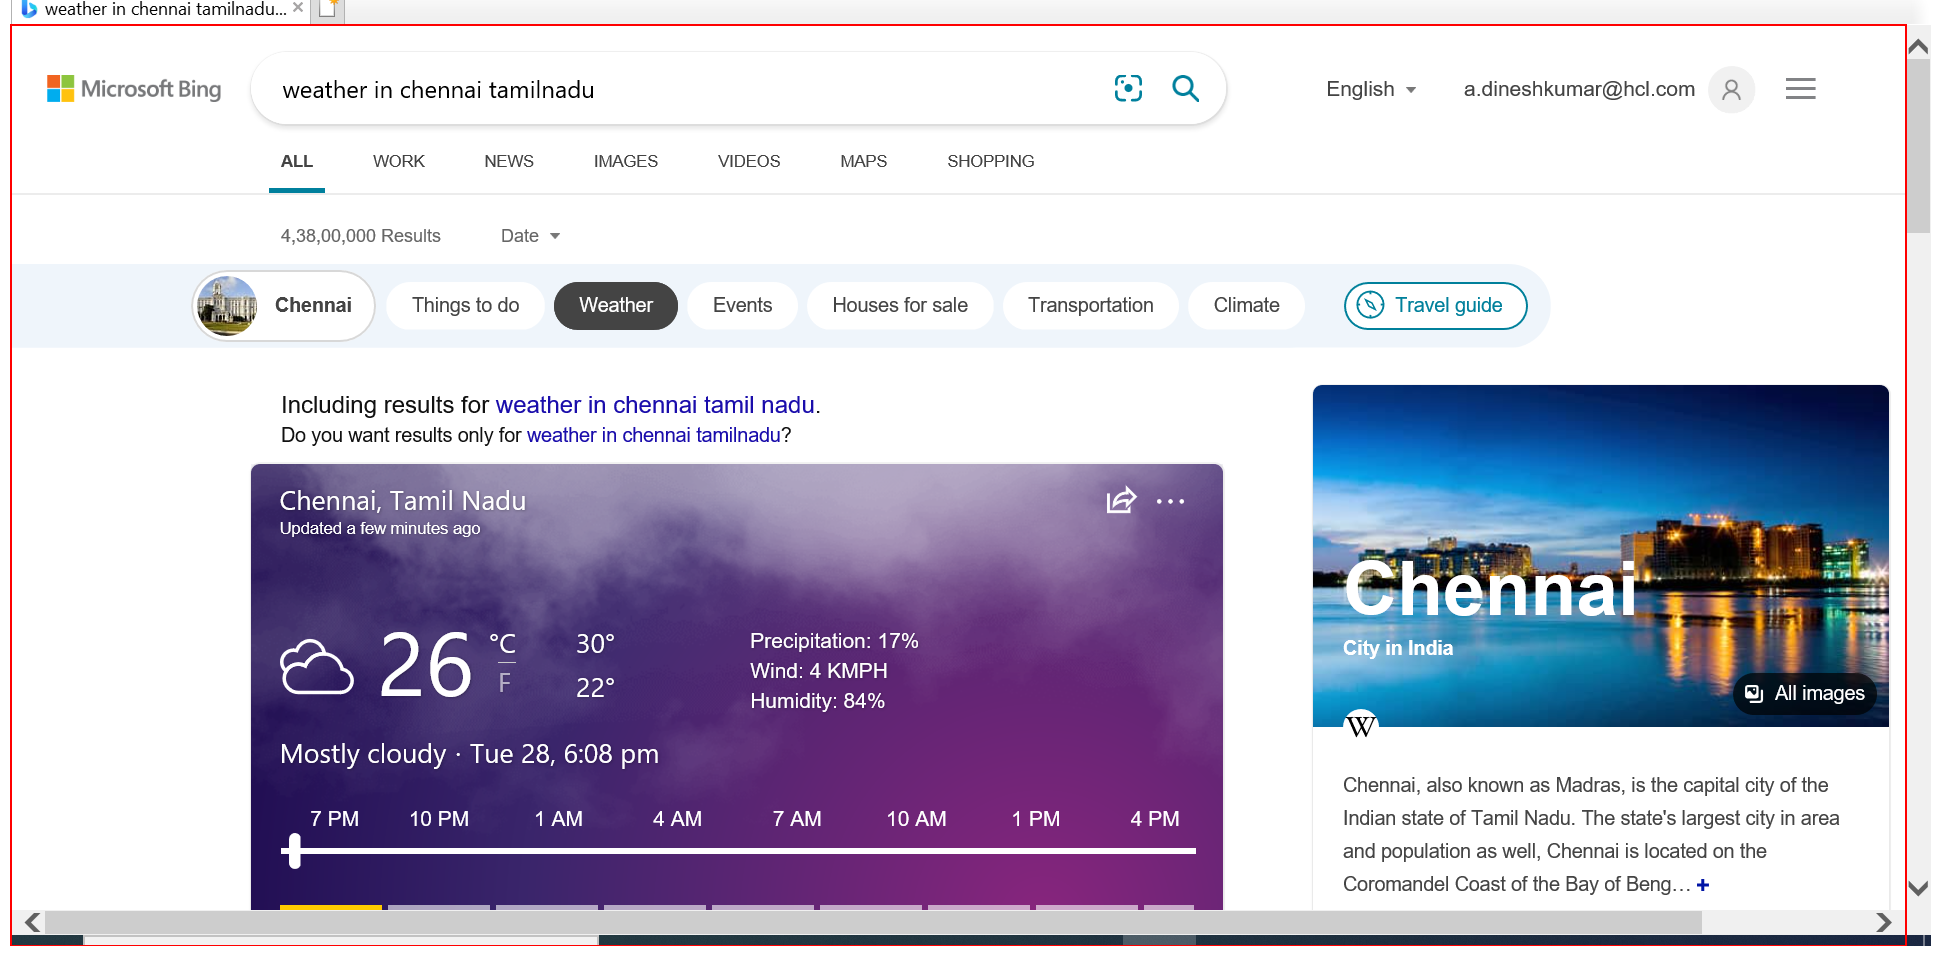 weather in chennai tamilnadu...
Microsoft Bing
weather in chennai tamilnadu
English
a.dineshkumar@hcl.com
ALL WORK NEWS IMAGES VIDEOS MAPS SHOPPING
4,38,00,000 Results Date
Chennai Things to do Weather Events Houses for sale Transportation Climate Travel guide
Including results for weather in chennai tamil nadu.
Do you want results only for weather in chennai tamilnadu?
Chennai, Tamil Nadu
Updated a few minutes ago
26 °C
F
30°
22°
Precipitation: 17%
Wind: 4 KMPH
Humidity: 84%
Mostly cloudy · Tue 28, 6:08 pm
7 PM 10 PM 1 AM 4 AM 7 AM 10 AM 1 PM 4 PM
Chennai
City in India
All images
W
Chennai, also known as Madras, is the capital city of the
Indian state of Tamil Nadu. The state's largest city in area
and population as well, Chennai is located on the
Coromandel Coast of the Bay of Beng… +